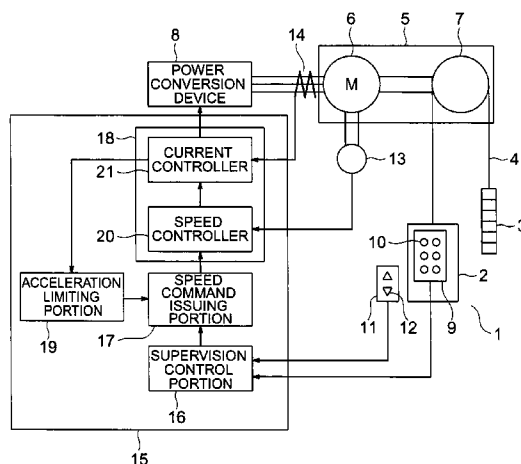 6
5
7
8
14
POWER
CONVERSION
DEVICE
M
18
CURRENT
CONTROLLER
21
13
4
3
SPEED
CONTROLLER
20
10
2
ACCELERATION
LIMITING
PORTION
19
SPEED
COMMAND
ISSUING
PORTION
17
11
12
9
1
SUPERVISION
CONTROL
PORTION
16
15